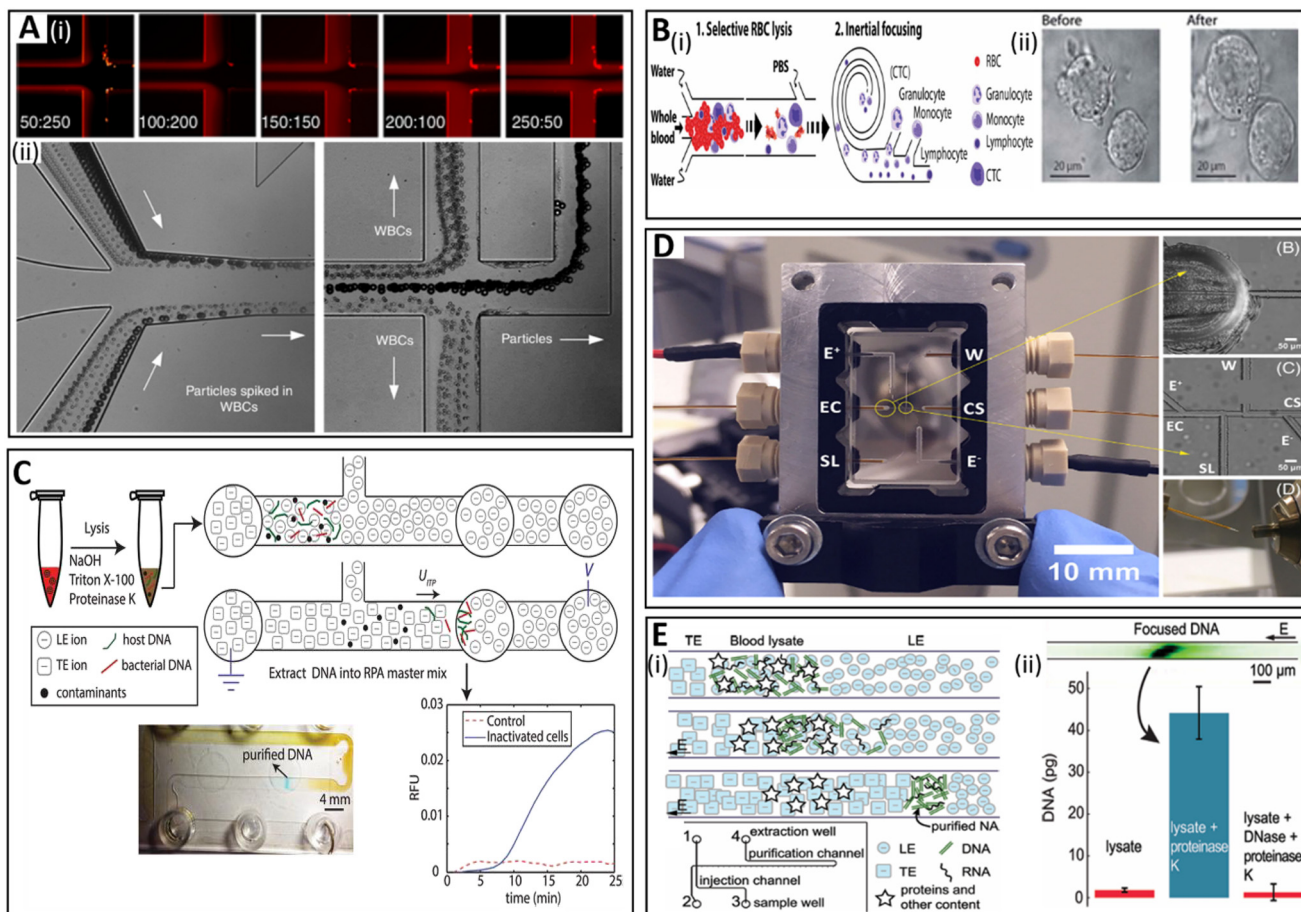 A (i)
50:250
100:200
150:150
200:100
250:50
(ii)
Particles spiked in
WBCs
WBCs
WBCs
Particles
B (i)
1. Selective RBC lysis
2. Inertial focusing
Water
Whole
blood
Water
PBS
(CTC)
Granulocyte
Monocyte
Lymphocyte
RBC
Granulocyte
Monocyte
Lymphocyte
CTC
(ii)
Before
After
20 µm
20 µm
C
Lysis
NaOH
Triton X-100
Proteinase K
U ITP
V
LE ion
host DNA
TE ion
bacterial DNA
contaminants
Extract DNA into RPA master mix
purified DNA
4 mm
Control
Inactivated cells
RFU
0.03
0.02
0.01
0
5
10
15
20
25
time (min)
D
E+
W
EC
CS
SL
E-
10 mm
(B)
50 µm
(C)
W
E+
CS
EC
E-
SL
50 µm
(D)
E
(i)
TE
Blood lysate
LE
E
E
purified NA
1
4
extraction well
purification channel
injection channel
2
3
sample well
LE
DNA
TE
RNA
proteins and
other content
(ii)
Focused DNA
E
100 µm
DNA (pg)
50
40
30
20
10
0
lysate
lysate +
proteinase
K
lysate +
DNase +
proteinase
K